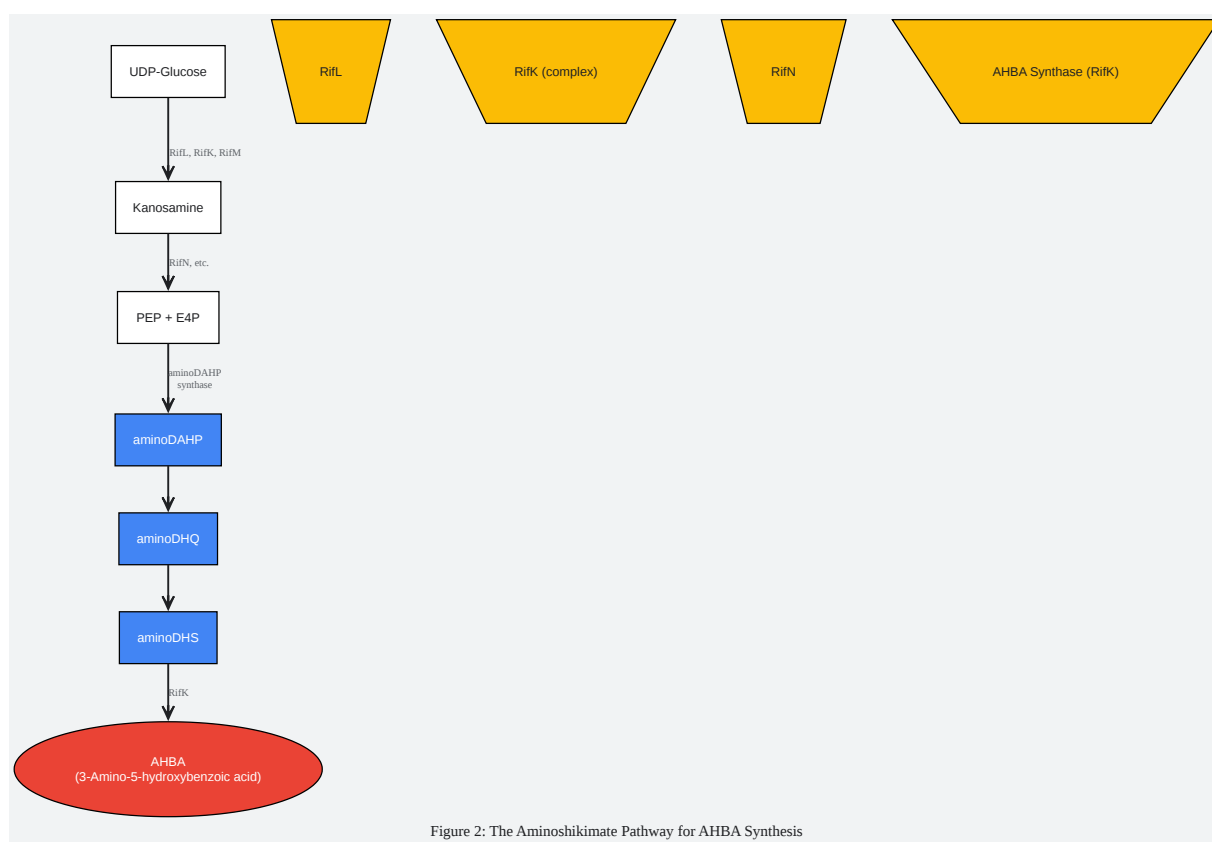 UDP-Glucose
RifL
RifK (complex)
RifN
AHBA Synthase (RifK)
RifL, RifK, RifM
Kanosamine
RifN, etc.
PEP + E4P
aminoDAHP
synthase
aminoDAHP
aminoDHQ
aminoDHS
RifK
AHBA
(3-Amino-5-hydroxybenzoic acid)
Figure 2: The Aminoshikimate Pathway for AHBA Synthesis